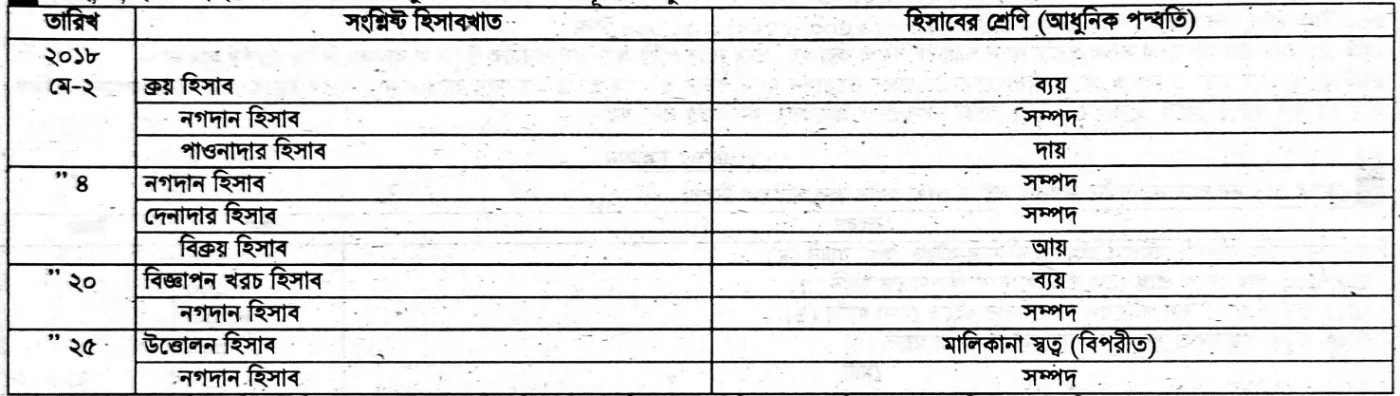 তারিখ সংশ্লিষ্ট হিসাবখাত হিসাবের শ্রেণি (আধুনিক পদ্ধতি)
২০১৮
মে-২ ক্রয় হিসাব ব্যয়
নগদান হিসাব সম্পদ
পাওনাদার হিসাব দায়
” ৪ নগদান হিসাব সম্পদ
দেনাদার হিসাব সম্পদ
বিক্রয় হিসাব আয়
” ২০ বিজ্ঞাপন খরচ হিসাব ব্যয়
নগদান হিসাব সম্পদ
” ২৫ উত্তোলন হিসাব মালিকানা স্বত্ব (বিপরীত)
নগদান হিসাব সম্পদ